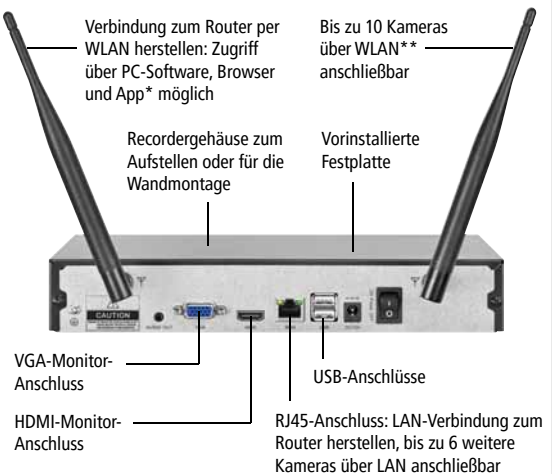 Verbindung zum Router per
WLAN herstellen: Zugriff
über PC-Software, Browser
und App* möglich
Bis zu 10 Kameras
über WLAN**
anschließbar
Recordergehäuse zum
Aufstellen oder für die
Wandmontage
Vorinstallierte
Festplatte
CAUTION
AUDIO OUT
VGA-Monitor-
Anschluss
HDMI-Monitor-
Anschluss
USB-Anschlüsse
RJ45-Anschluss: LAN-Verbindung zum
Router herstellen, bis zu 6 weitere
Kameras über LAN anschließbar